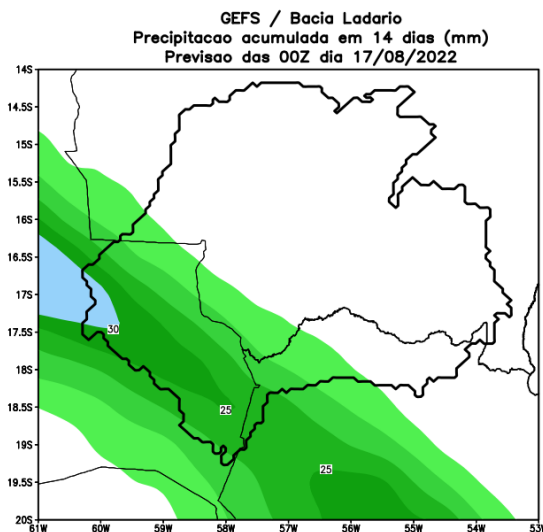 GEFS / Bacia Ladario
Precipitacao acumulada em 14 dias (mm)
Previsao das 00Z dia 17/08/2022
14S
14.5S
15S
15.5S
16S
16.5S
17S
17.5S
18S
18.5S
19S
19.5S
20S
30
25
25
61W 60W 59W 58W 57W 56W 55W 54W 53W